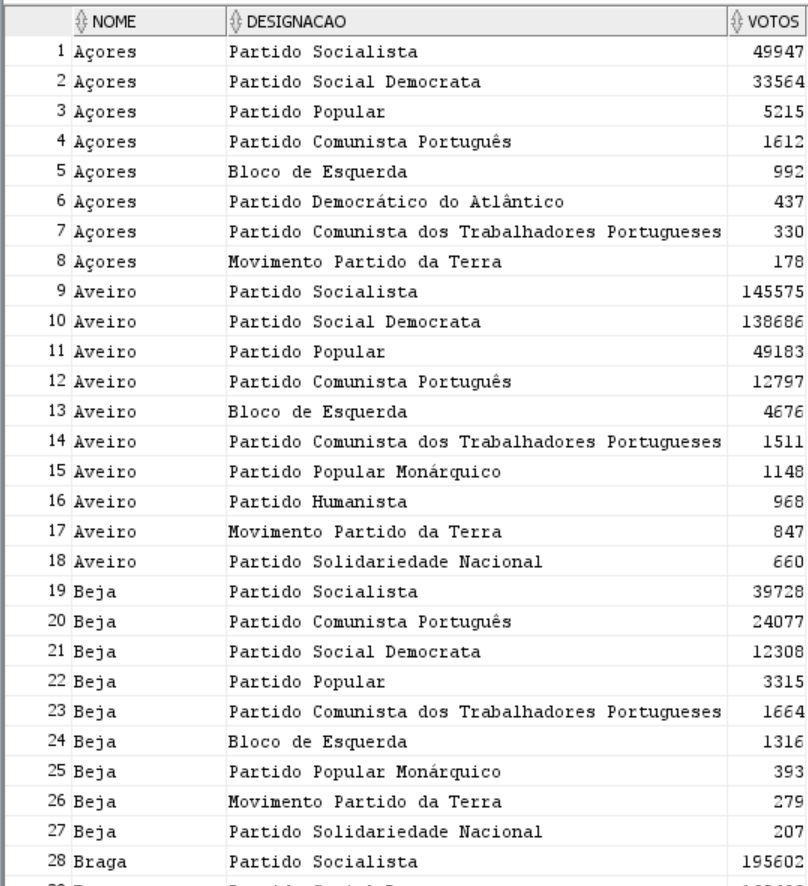 NOME DESIGNACAO VOTOS
1 Açores Partido Socialista 49947
2 Açores Partido Social Democrata 33564
3 Açores Partido Popular 5215
4 Açores Partido Comunista Português 1612
5 Açores Bloco de Esquerda 992
6 Açores Partido Democrático do Atlântico 437
7 Açores Partido Comunista dos Trabalhadores Portugueses 330
8 Açores Movimento Partido da Terra 178
9 Aveiro Partido Socialista 145575
10 Aveiro Partido Social Democrata 138686
11 Aveiro Partido Popular 49183
12 Aveiro Partido Comunista Português 12797
13 Aveiro Bloco de Esquerda 4676
14 Aveiro Partido Comunista dos Trabalhadores Portugueses 1511
15 Aveiro Partido Popular Monárquico 1148
16 Aveiro Partido Humanista 968
17 Aveiro Movimento Partido da Terra 847
18 Aveiro Partido Solidariedade Nacional 660
19 Beja Partido Socialista 39728
20 Beja Partido Comunista Português 24077
21 Beja Partido Social Democrata 12308
22 Beja Partido Popular 3315
23 Beja Partido Comunista dos Trabalhadores Portugueses 1664
24 Beja Bloco de Esquerda 1316
25 Beja Partido Popular Monárquico 393
26 Beja Movimento Partido da Terra 279
27 Beja Partido Solidariedade Nacional 207
28 Braga Partido Socialista 195602